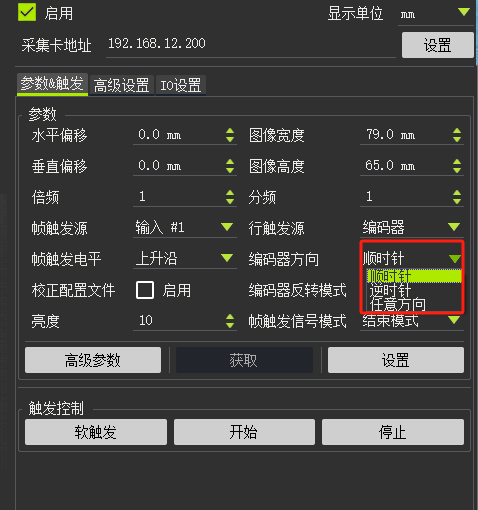 启用 显示单位 mm
采集卡地址 192.168.12.200 设置
参数&触发 高级设置 IO设置
参数
水平偏移 0.0 mm 图像宽度 79.0 mm
垂直偏移 0.0 mm 图像高度 65.0 mm
倍频 1 分频 1
帧触发源 输入 #1 行触发源 编码器
帧触发电平 上升沿 编码器方向 顺时针
顺时针
校正配置文件 启用 编码器反转模式 逆时针
任意方向
亮度 10 帧触发信号模式 结束模式
高级参数 获取 设置
触发控制
软触发 开始 停止